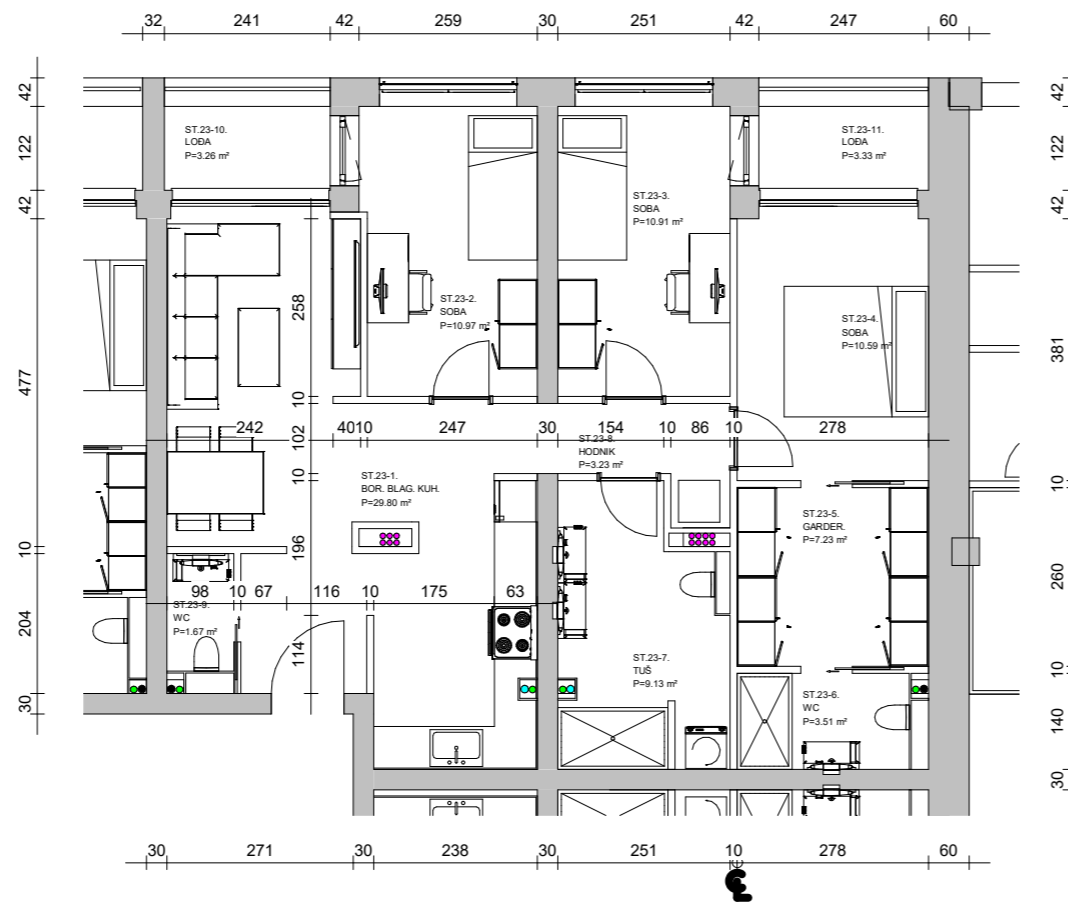 32 241 42 259 30 251 42 247 60
42
122
42
477
10
204
30
42
122
42
381
10
260
10
140
30
ST.23-10.
LOĐA
P=3.26 m²
ST.23-11.
LOĐA
P=3.33 m²
ST.23-3.
SOBA
P=10.91 m²
ST.23-2.
SOBA
P=10.97 m²
ST.23-4.
SOBA
P=10.59 m²
258
10
102
10
196
114
242 40 10 247 30 154 10 86 10 278
ST.23-8.
HODNIK
P=3.23 m²
ST.23-1.
BOR. BLAG. KUH.
P=29.80 m²
ST.23-5.
GARDER.
P=7.23 m²
98 10 67 116 10 175 63
ST.23-9.
WC
P=1.67 m²
ST.23-7.
TUŠ
P=9.13 m²
ST.23-6.
WC
P=3.51 m²
30 271 30 238 30 251 10 278 60